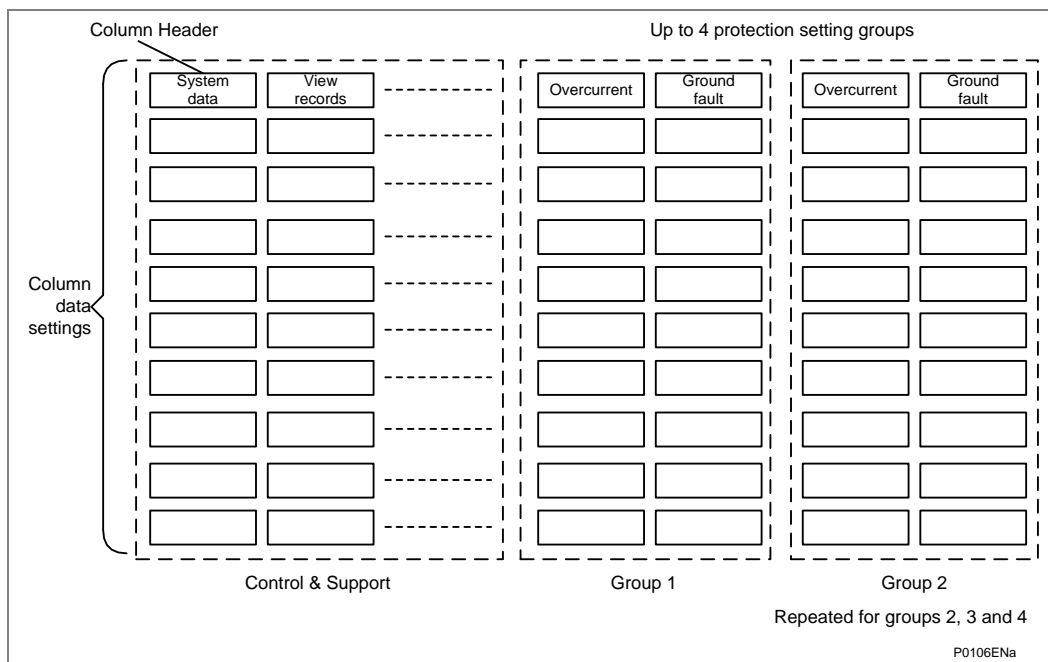 Column Header
Up to 4 protection setting groups
System
data
View
records
Overcurrent
Ground
fault
Overcurrent
Ground
fault
Column
data
settings
Control & Support
Group 1
Group 2
Repeated for groups 2, 3 and 4
P0106ENa